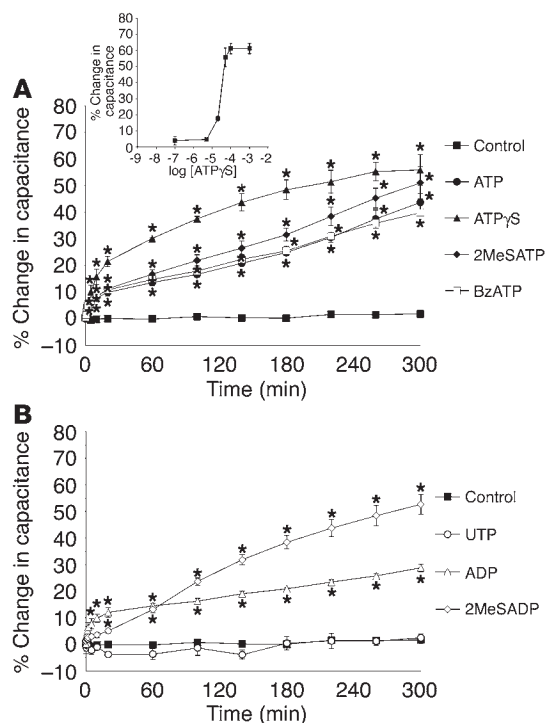 A
% Change in capacitance
80
70
60
50
40
30
20
10
0
-9 -8 -7 -6 -5 -4 -3 -2
log [ATPγS]
% Change in capacitance
80
70
60
50
40
30
20
10
0
–10
0 60 120 180 240 300
Time (min)
Control
ATP
ATPγS
2MeSATP
BzATP
B
% Change in capacitance
80
70
60
50
40
30
20
10
0
–10
0 60 120 180 240 300
Time (min)
Control
UTP
ADP
2MeSADP